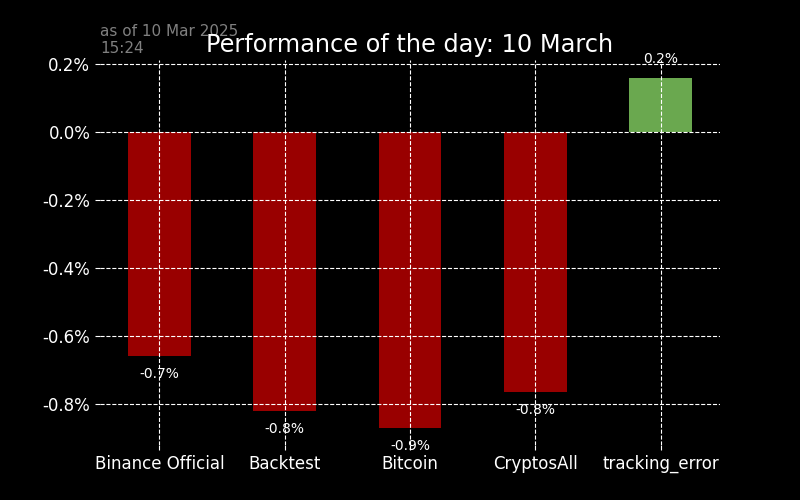 as of 10 Mar 2025
15:24
Performance of the day: 10 March
0.2%
0.2%
0.0%
-0.2%
-0.4%
-0.6%
-0.8%
-0.7%
-0.8%
-0.9%
-0.8%
Binance Official
Backtest
Bitcoin
CryptosAll
tracking_error